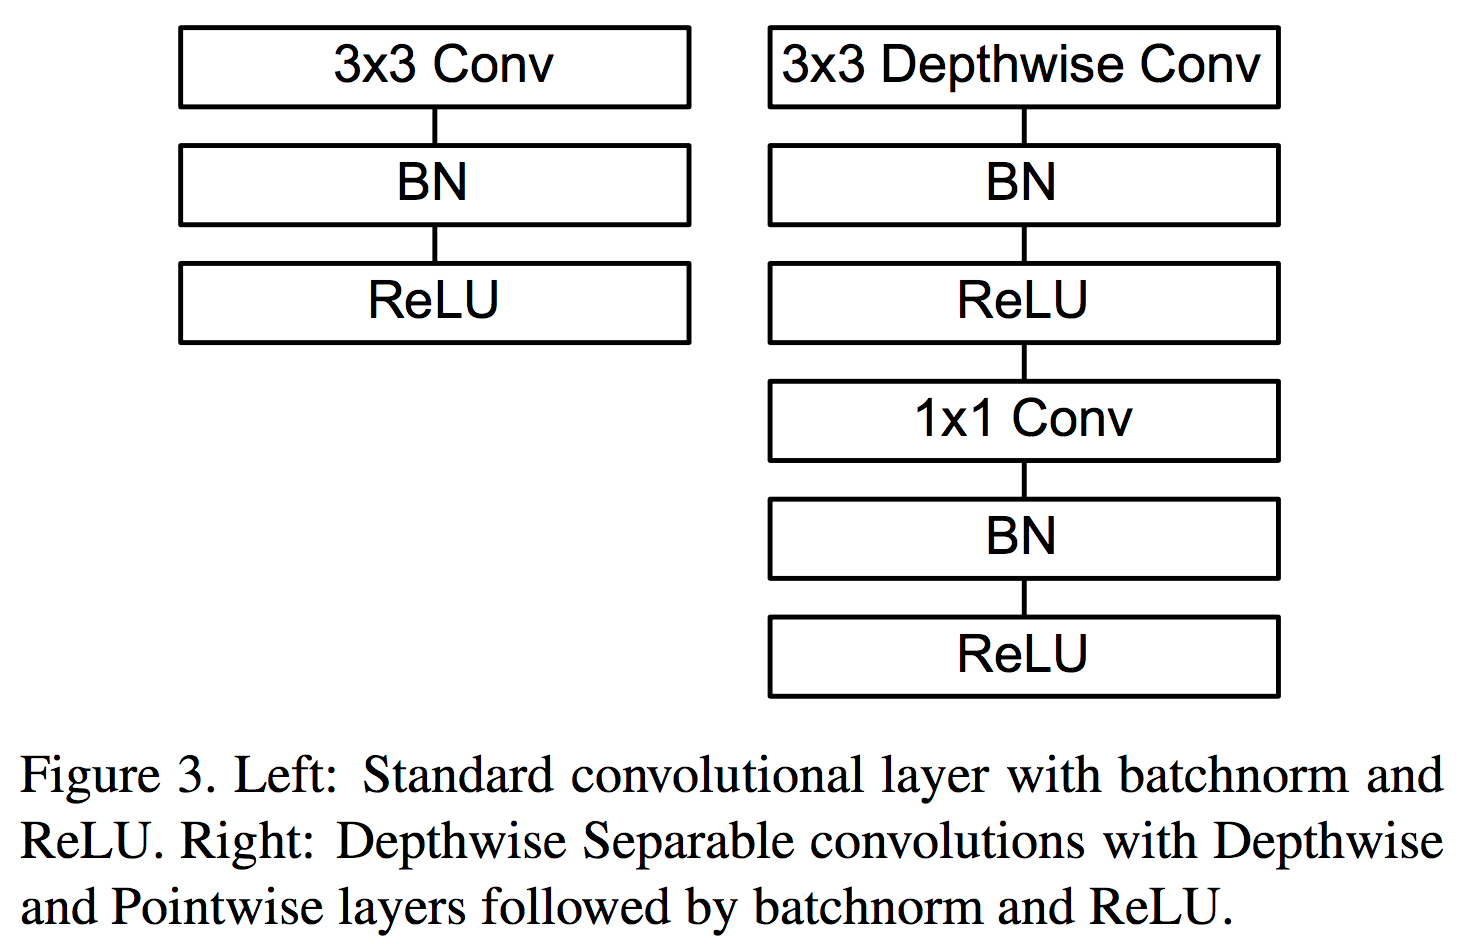 3x3 Conv
BN
ReLU
3x3 Depthwise Conv
BN
ReLU
1x1 Conv
BN
ReLU
Figure 3. Left: Standard convolutional layer with batchnorm and
ReLU. Right: Depthwise Separable convolutions with Depthwise
and Pointwise layers followed by batchnorm and ReLU.